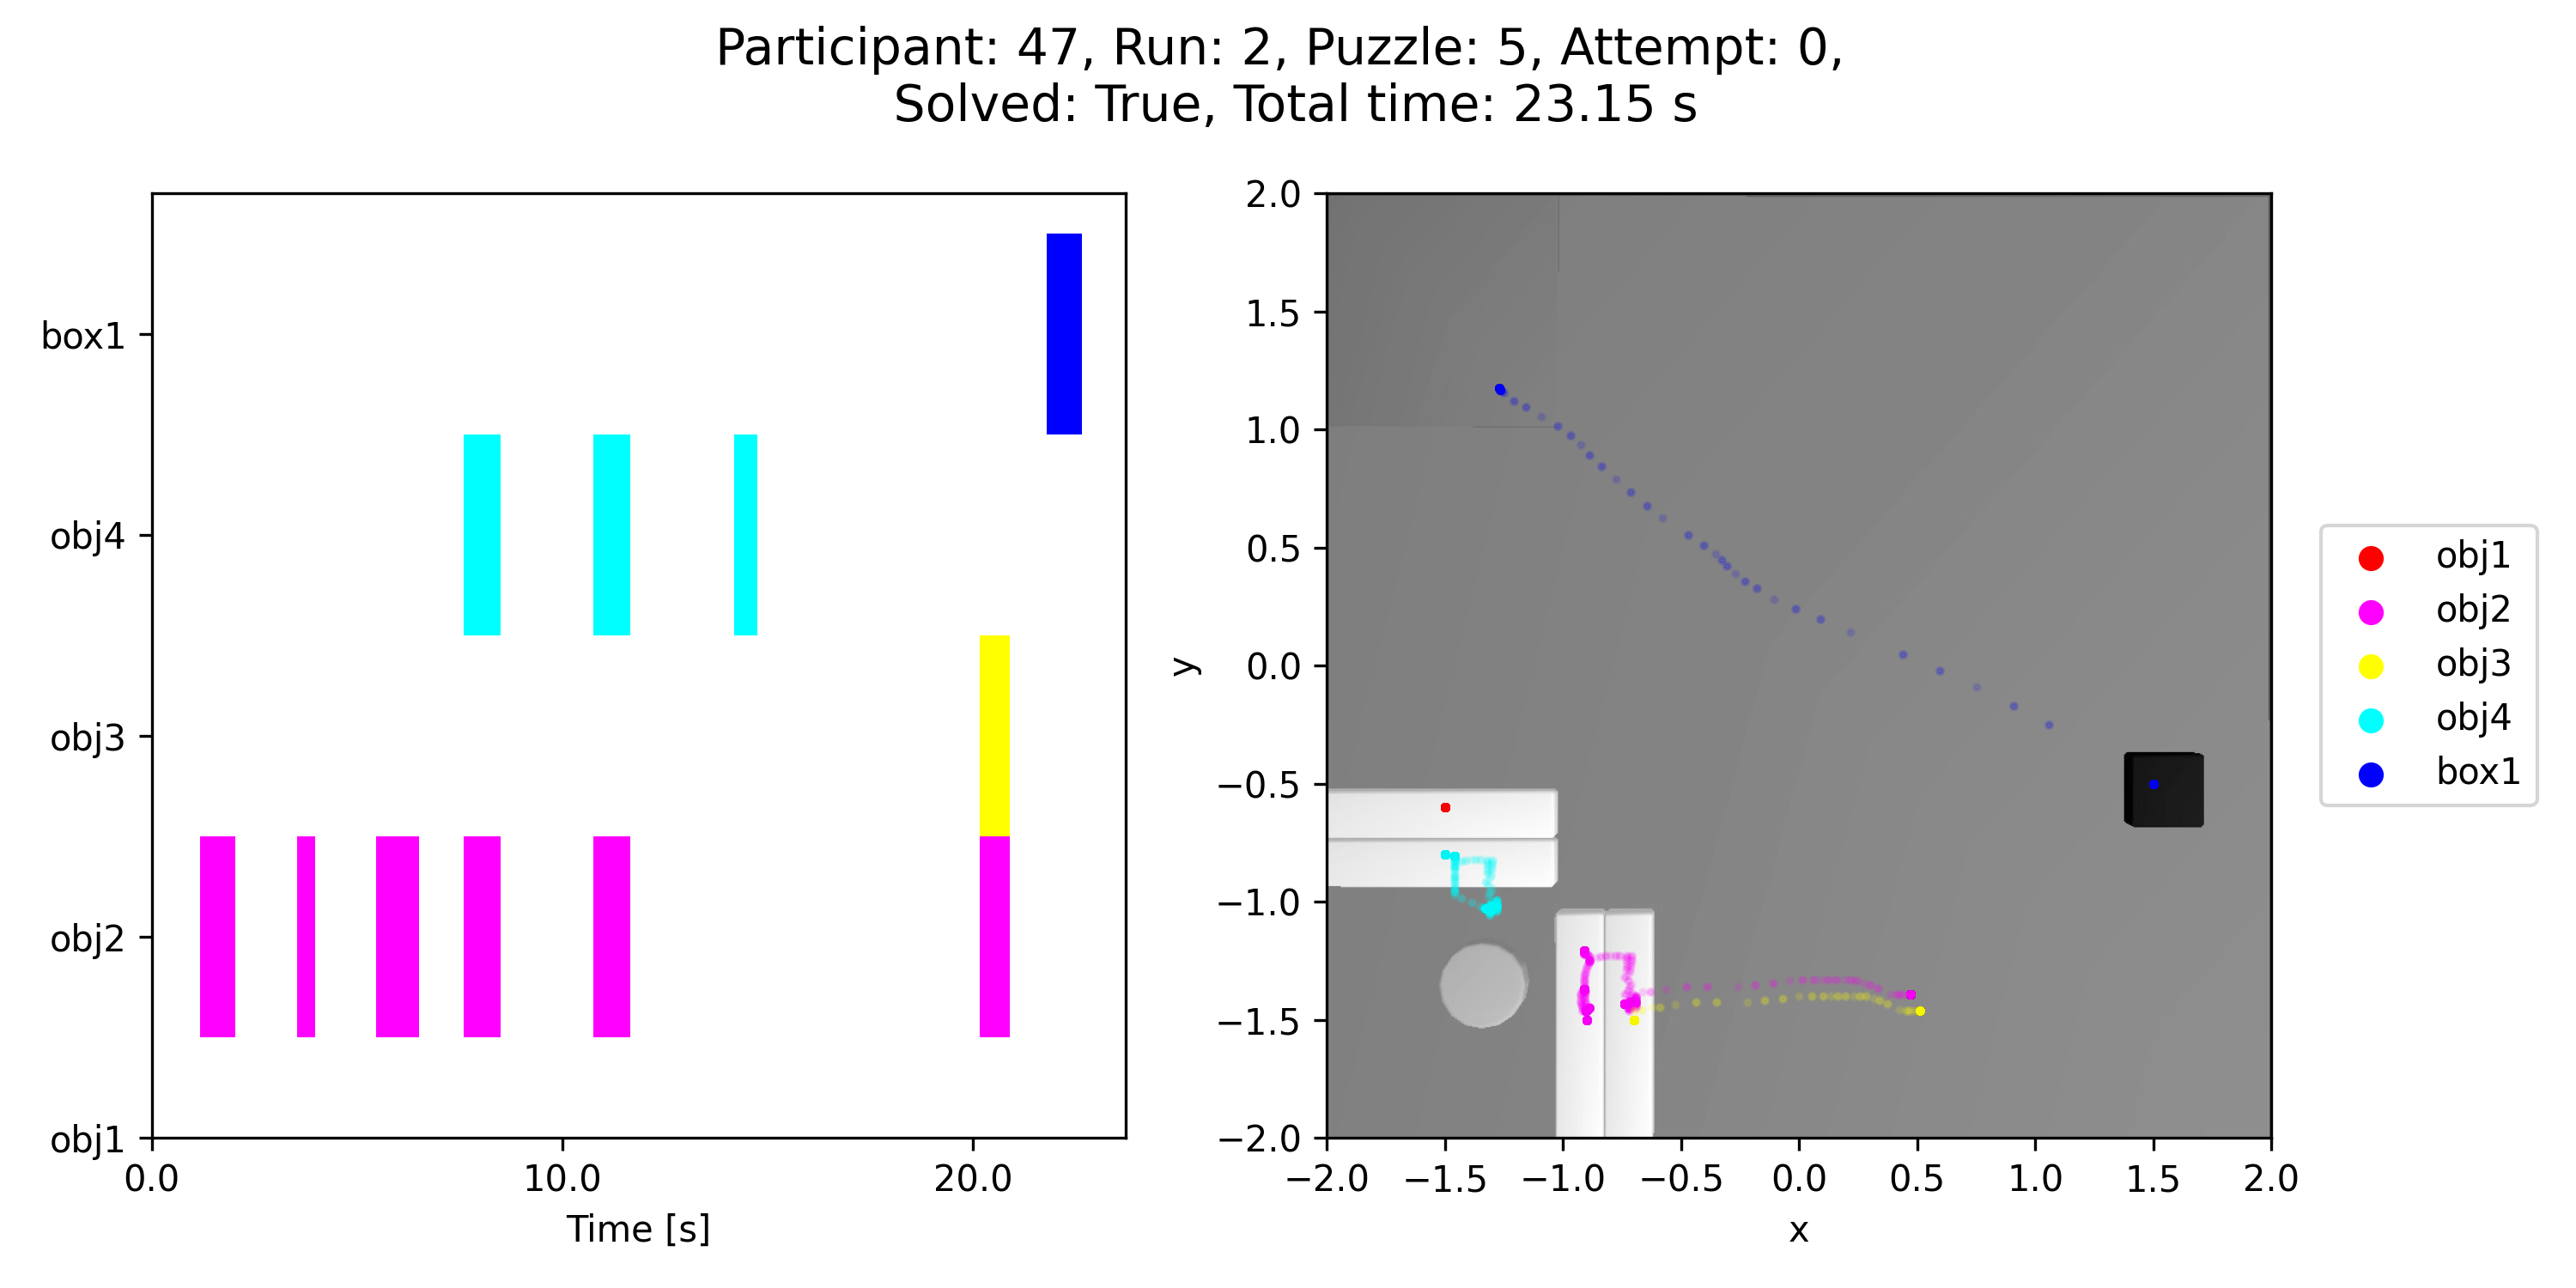 Participant: 47, Run: 2, Puzzle: 5, Attempt: 0,
Solved: True, Total time: 23.15 s
box1
obj4
obj3
obj2
obj1
0.0 10.0 20.0
Time [s]
2.0
1.5
1.0
0.5
0.0
−0.5
−1.0
−1.5
−2.0
y
−2.0 −1.5 −1.0 −0.5 0.0 0.5 1.0 1.5 2.0
x
obj1
obj2
obj3
obj4
box1